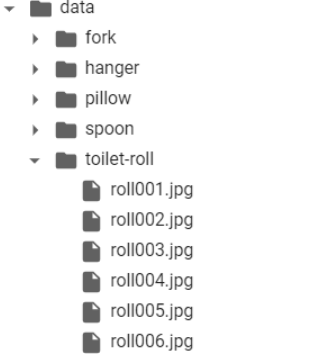 data
fork
hanger
pillow
spoon
toilet-roll
roll001.jpg
roll002.jpg
roll003.jpg
roll004.jpg
roll005.jpg
roll006.jpg